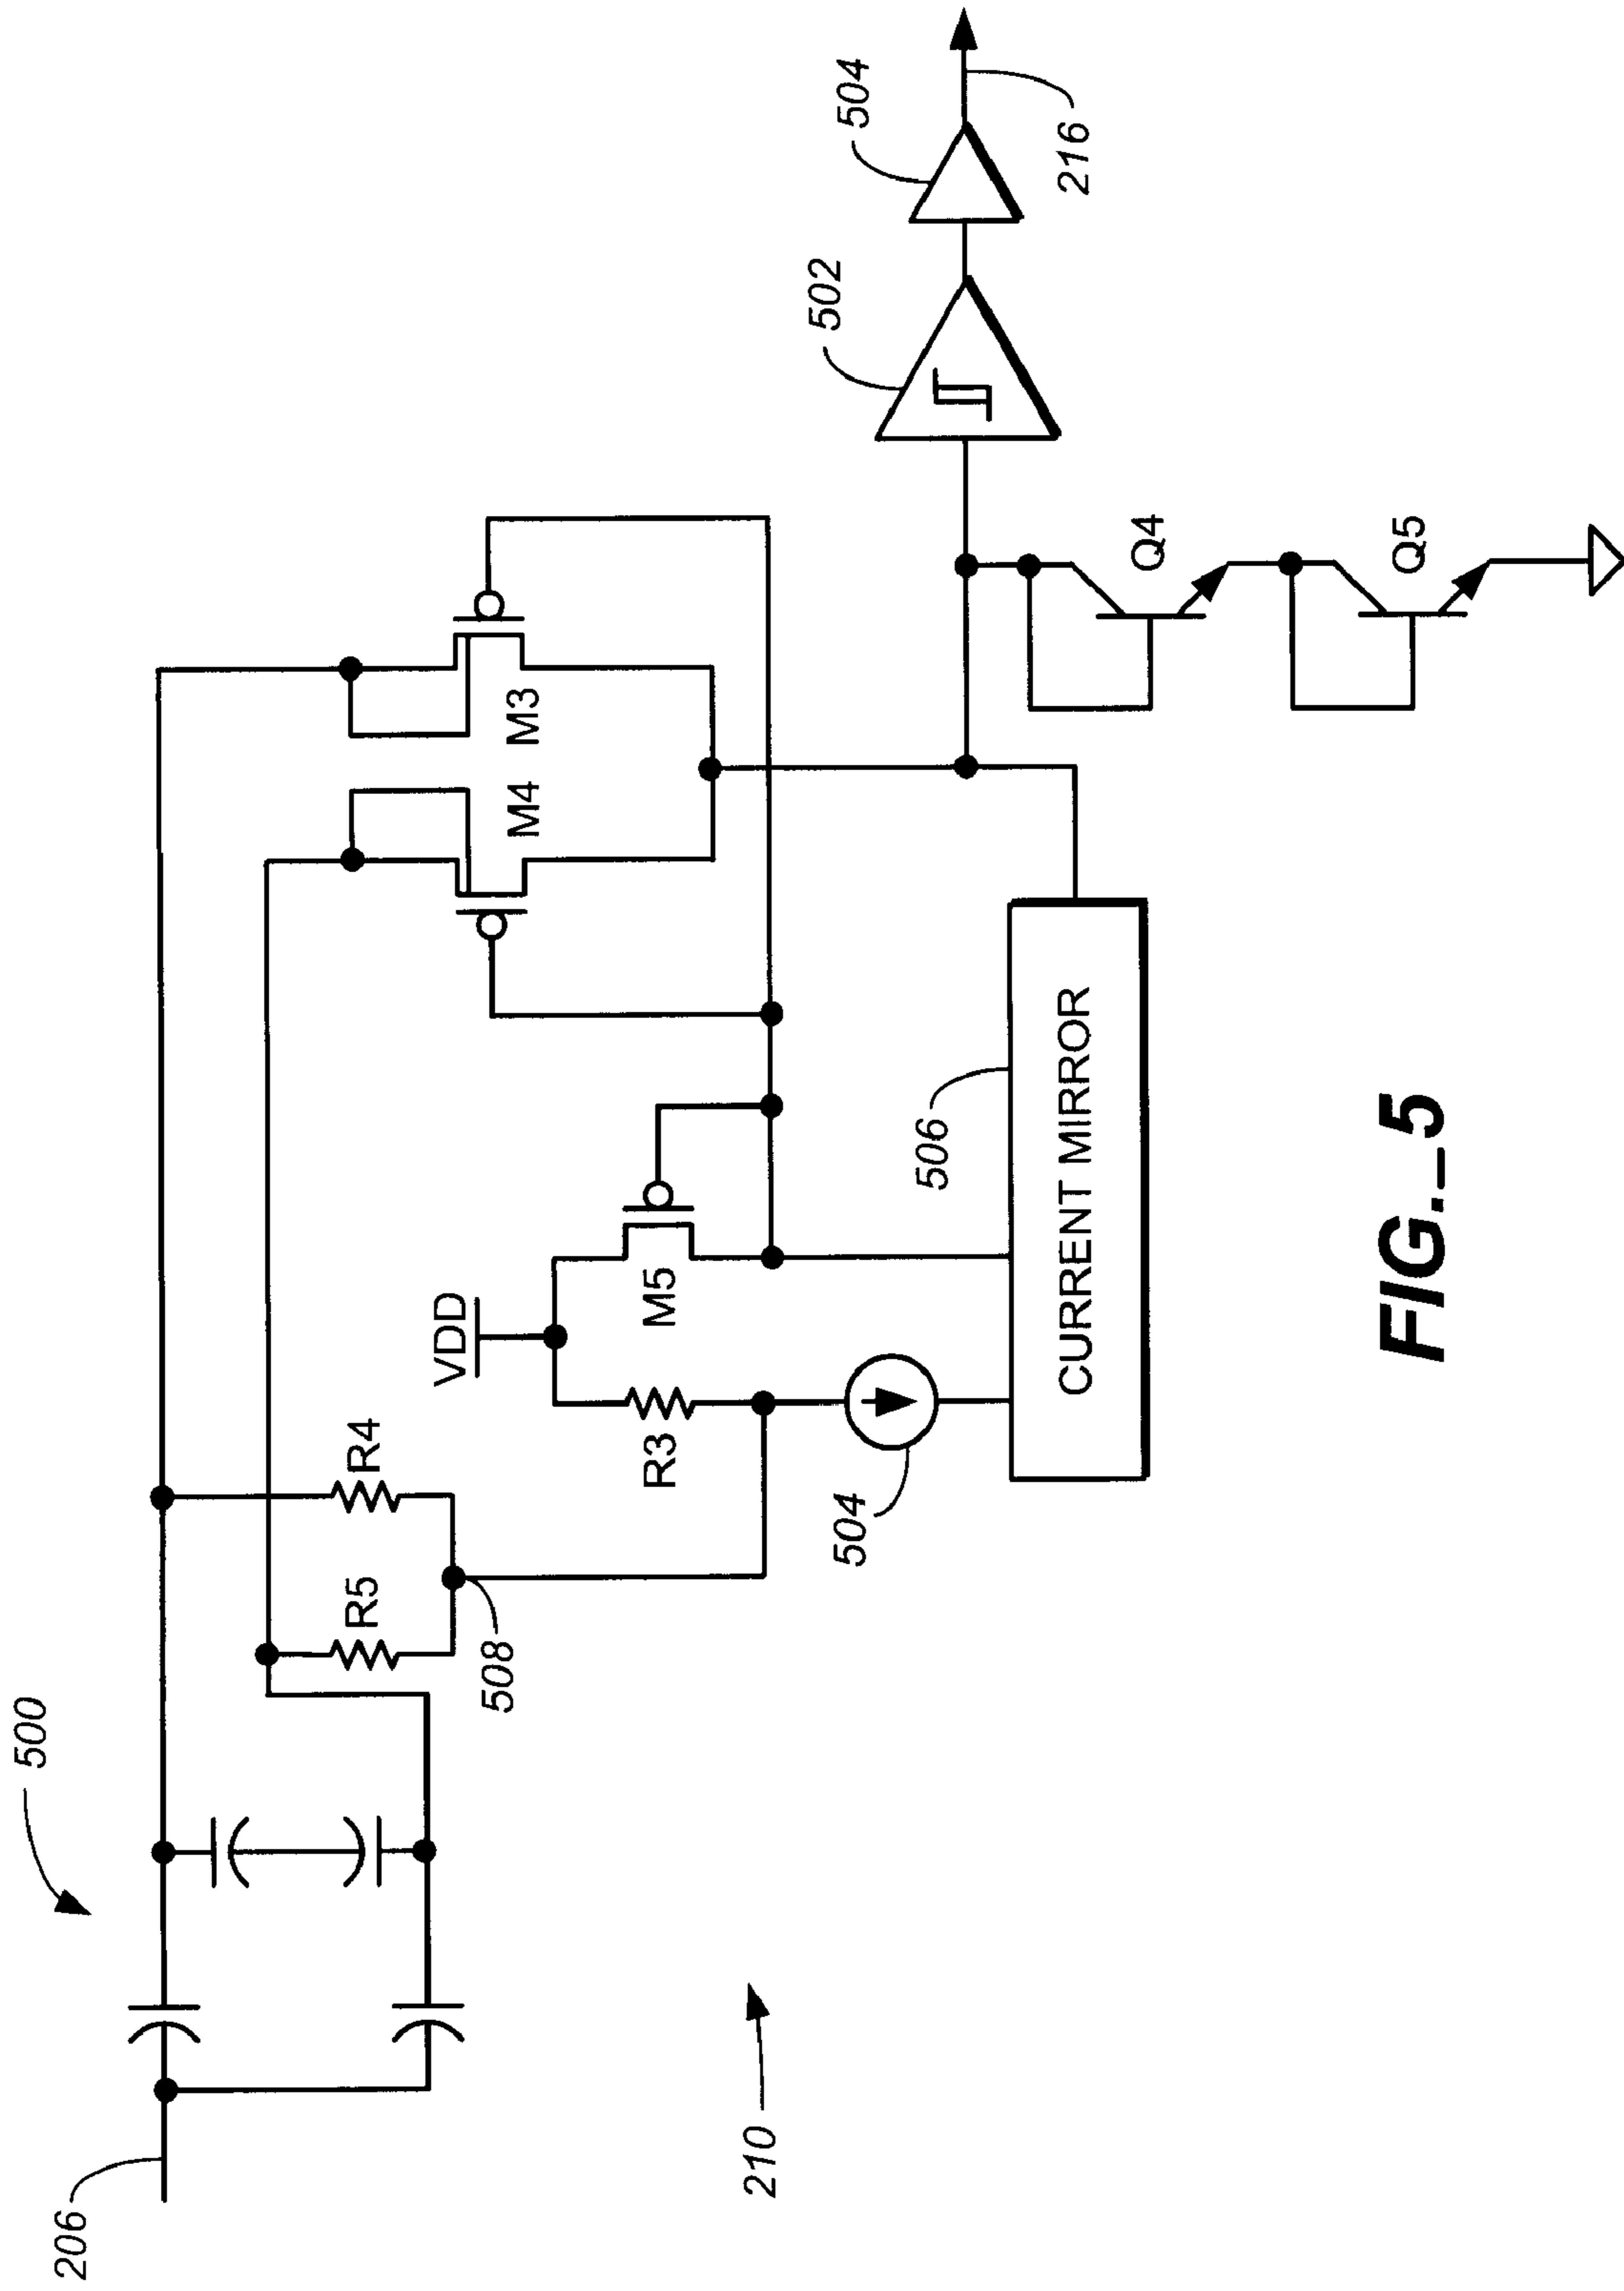 500
206
R5
R4
508
VDD
R3
M5
M4
M3
504
506
CURRENT MIRROR
502
504
216
Q4
Q5
210
FIG._5